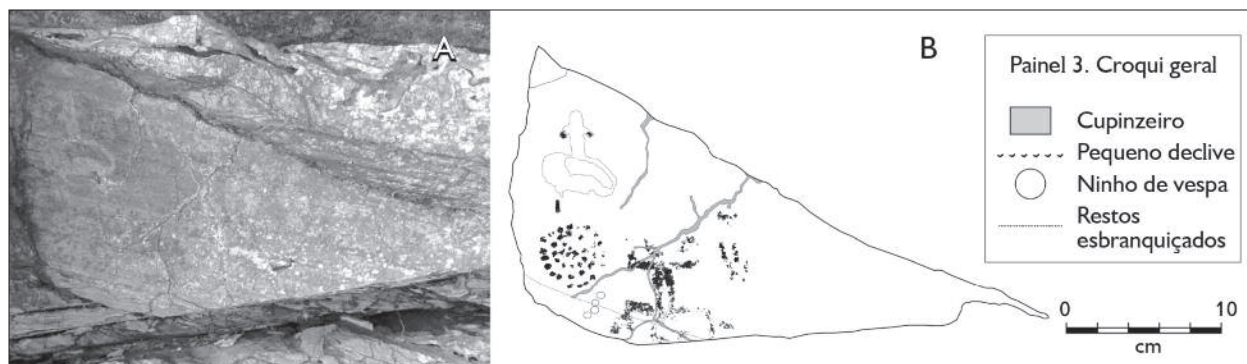 A
B
Painel 3. Croqui geral
Cupinzeiro
Pequeno declive
Ninho de vespa
Restos
esbranquiçados
0 10
cm